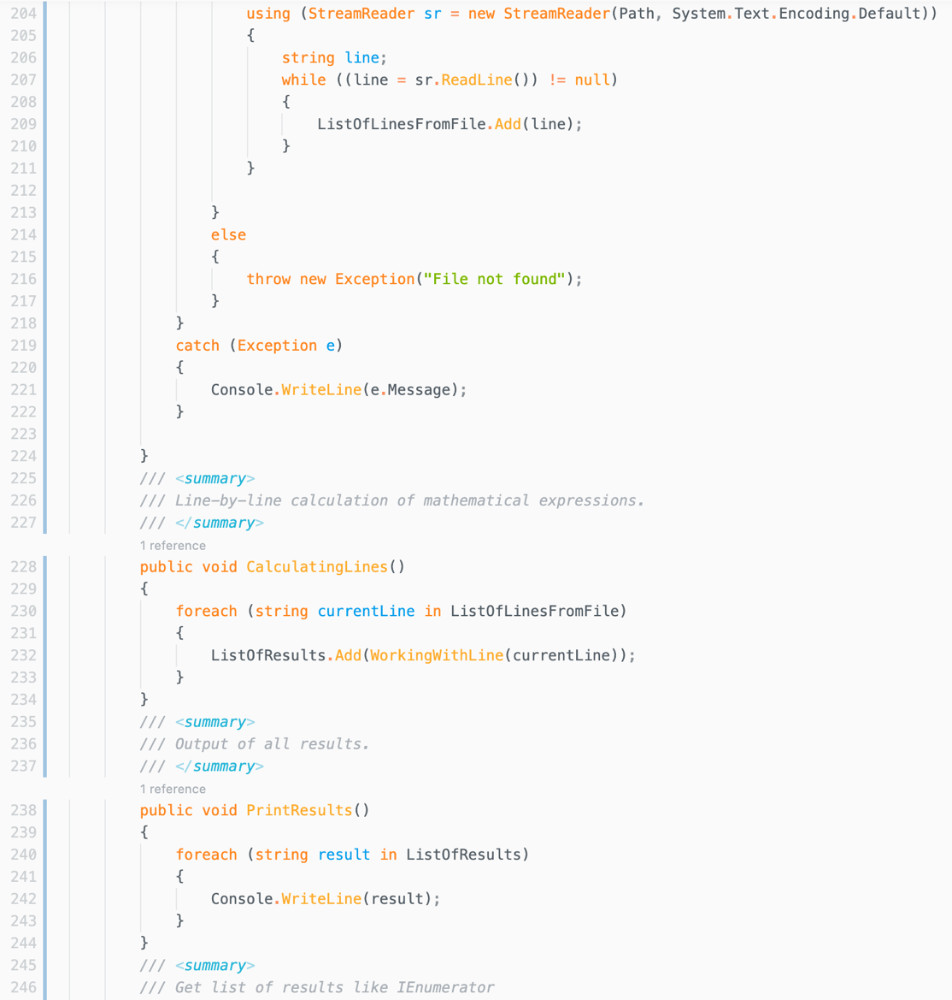 204 using (StreamReader sr = new StreamReader(Path, System.Text.Encoding.Default))
205 {
206 string line;
207 while ((line = sr.ReadLine()) != null)
208 {
209 ListOfLinesFromFile.Add(line);
210 }
211 }
212
213 }
214 else
215 {
216 throw new Exception("File not found");
217 }
218 }
219 catch (Exception e)
220 {
221 Console.WriteLine(e.Message);
222 }
223
224 }
225 /// <summary>
226 /// Line-by-line calculation of mathematical expressions.
227 /// </summary>
1 reference
228 public void CalculatingLines()
229 {
230 foreach (string currentLine in ListOfLinesFromFile)
231 {
232 ListOfResults.Add(WorkingWithLine(currentLine));
233 }
234 }
235 /// <summary>
236 /// Output of all results.
237 /// </summary>
1 reference
238 public void PrintResults()
239 {
240 foreach (string result in ListOfResults)
241 {
242 Console.WriteLine(result);
243 }
244 }
245 /// <summary>
246 /// Get list of results like IEnumerator